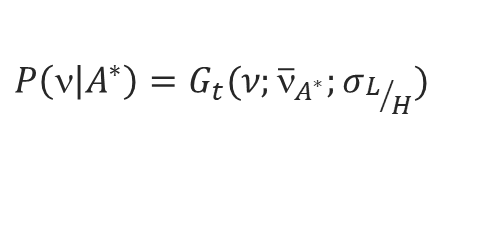 P(ν|A*) = G_t(ν; ν̄_A*; σ_L/H)